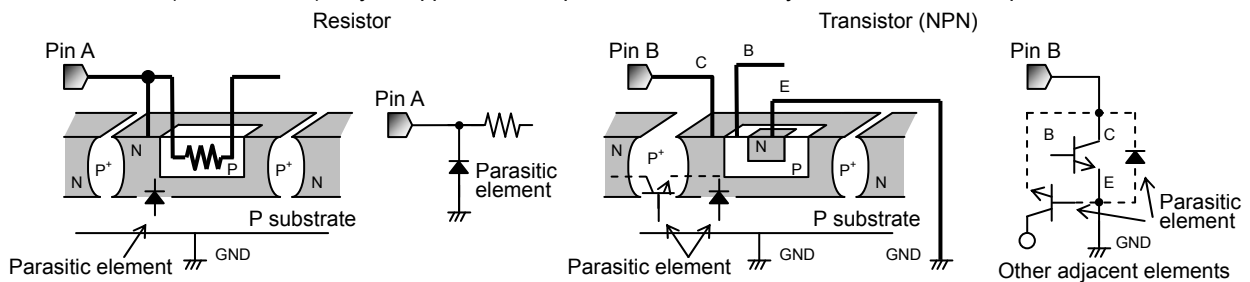 Resistor
Transistor (NPN)
Pin A
Pin A
N
N
P+
P
P+
N
P substrate
GND
Parasitic element
Parasitic
element
Pin B
C
B
E
N
P+
N
P
P+
N
P substrate
GND
GND
Parasitic element
Pin B
B
C
E
Parasitic
element
GND
Other adjacent elements